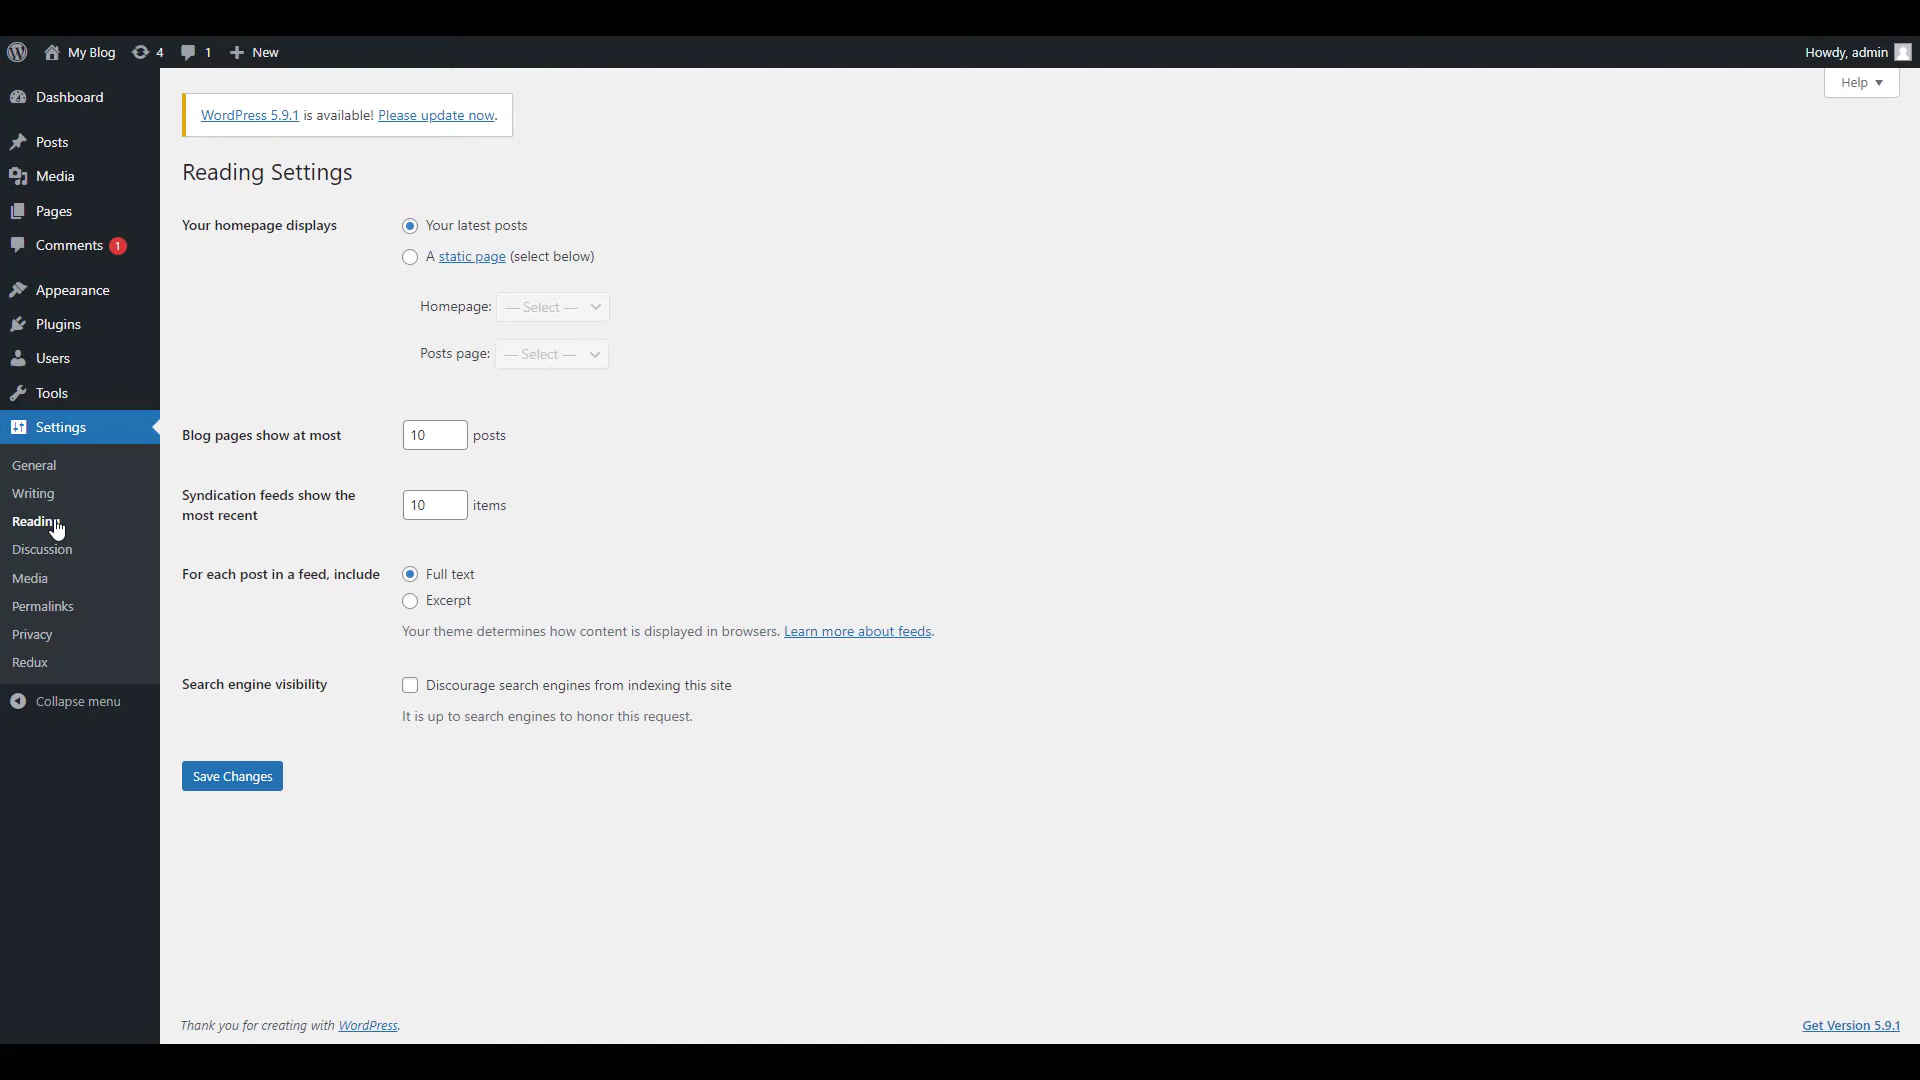 My Blog 4 1 New Howdy, admin
Help
Dashboard
Posts
Media
Pages
Comments 1
Appearance
Plugins
Users
Tools
Settings
General
Writing
Reading
Discussion
Media
Permalinks
Privacy
Redux
Collapse menu
WordPress 5.9.1 is available! Please update now.
Reading Settings
Your homepage displays
Your latest posts
A static page (select below)
Homepage: — Select —
Posts page: — Select —
Blog pages show at most 10 posts
Syndication feeds show the
most recent
10 items
For each post in a feed, include
Full text
Excerpt
Your theme determines how content is displayed in browsers. Learn more about feeds.
Search engine visibility
Discourage search engines from indexing this site
It is up to search engines to honor this request.
Save Changes
Thank you for creating with WordPress.
Get Version 5.9.1